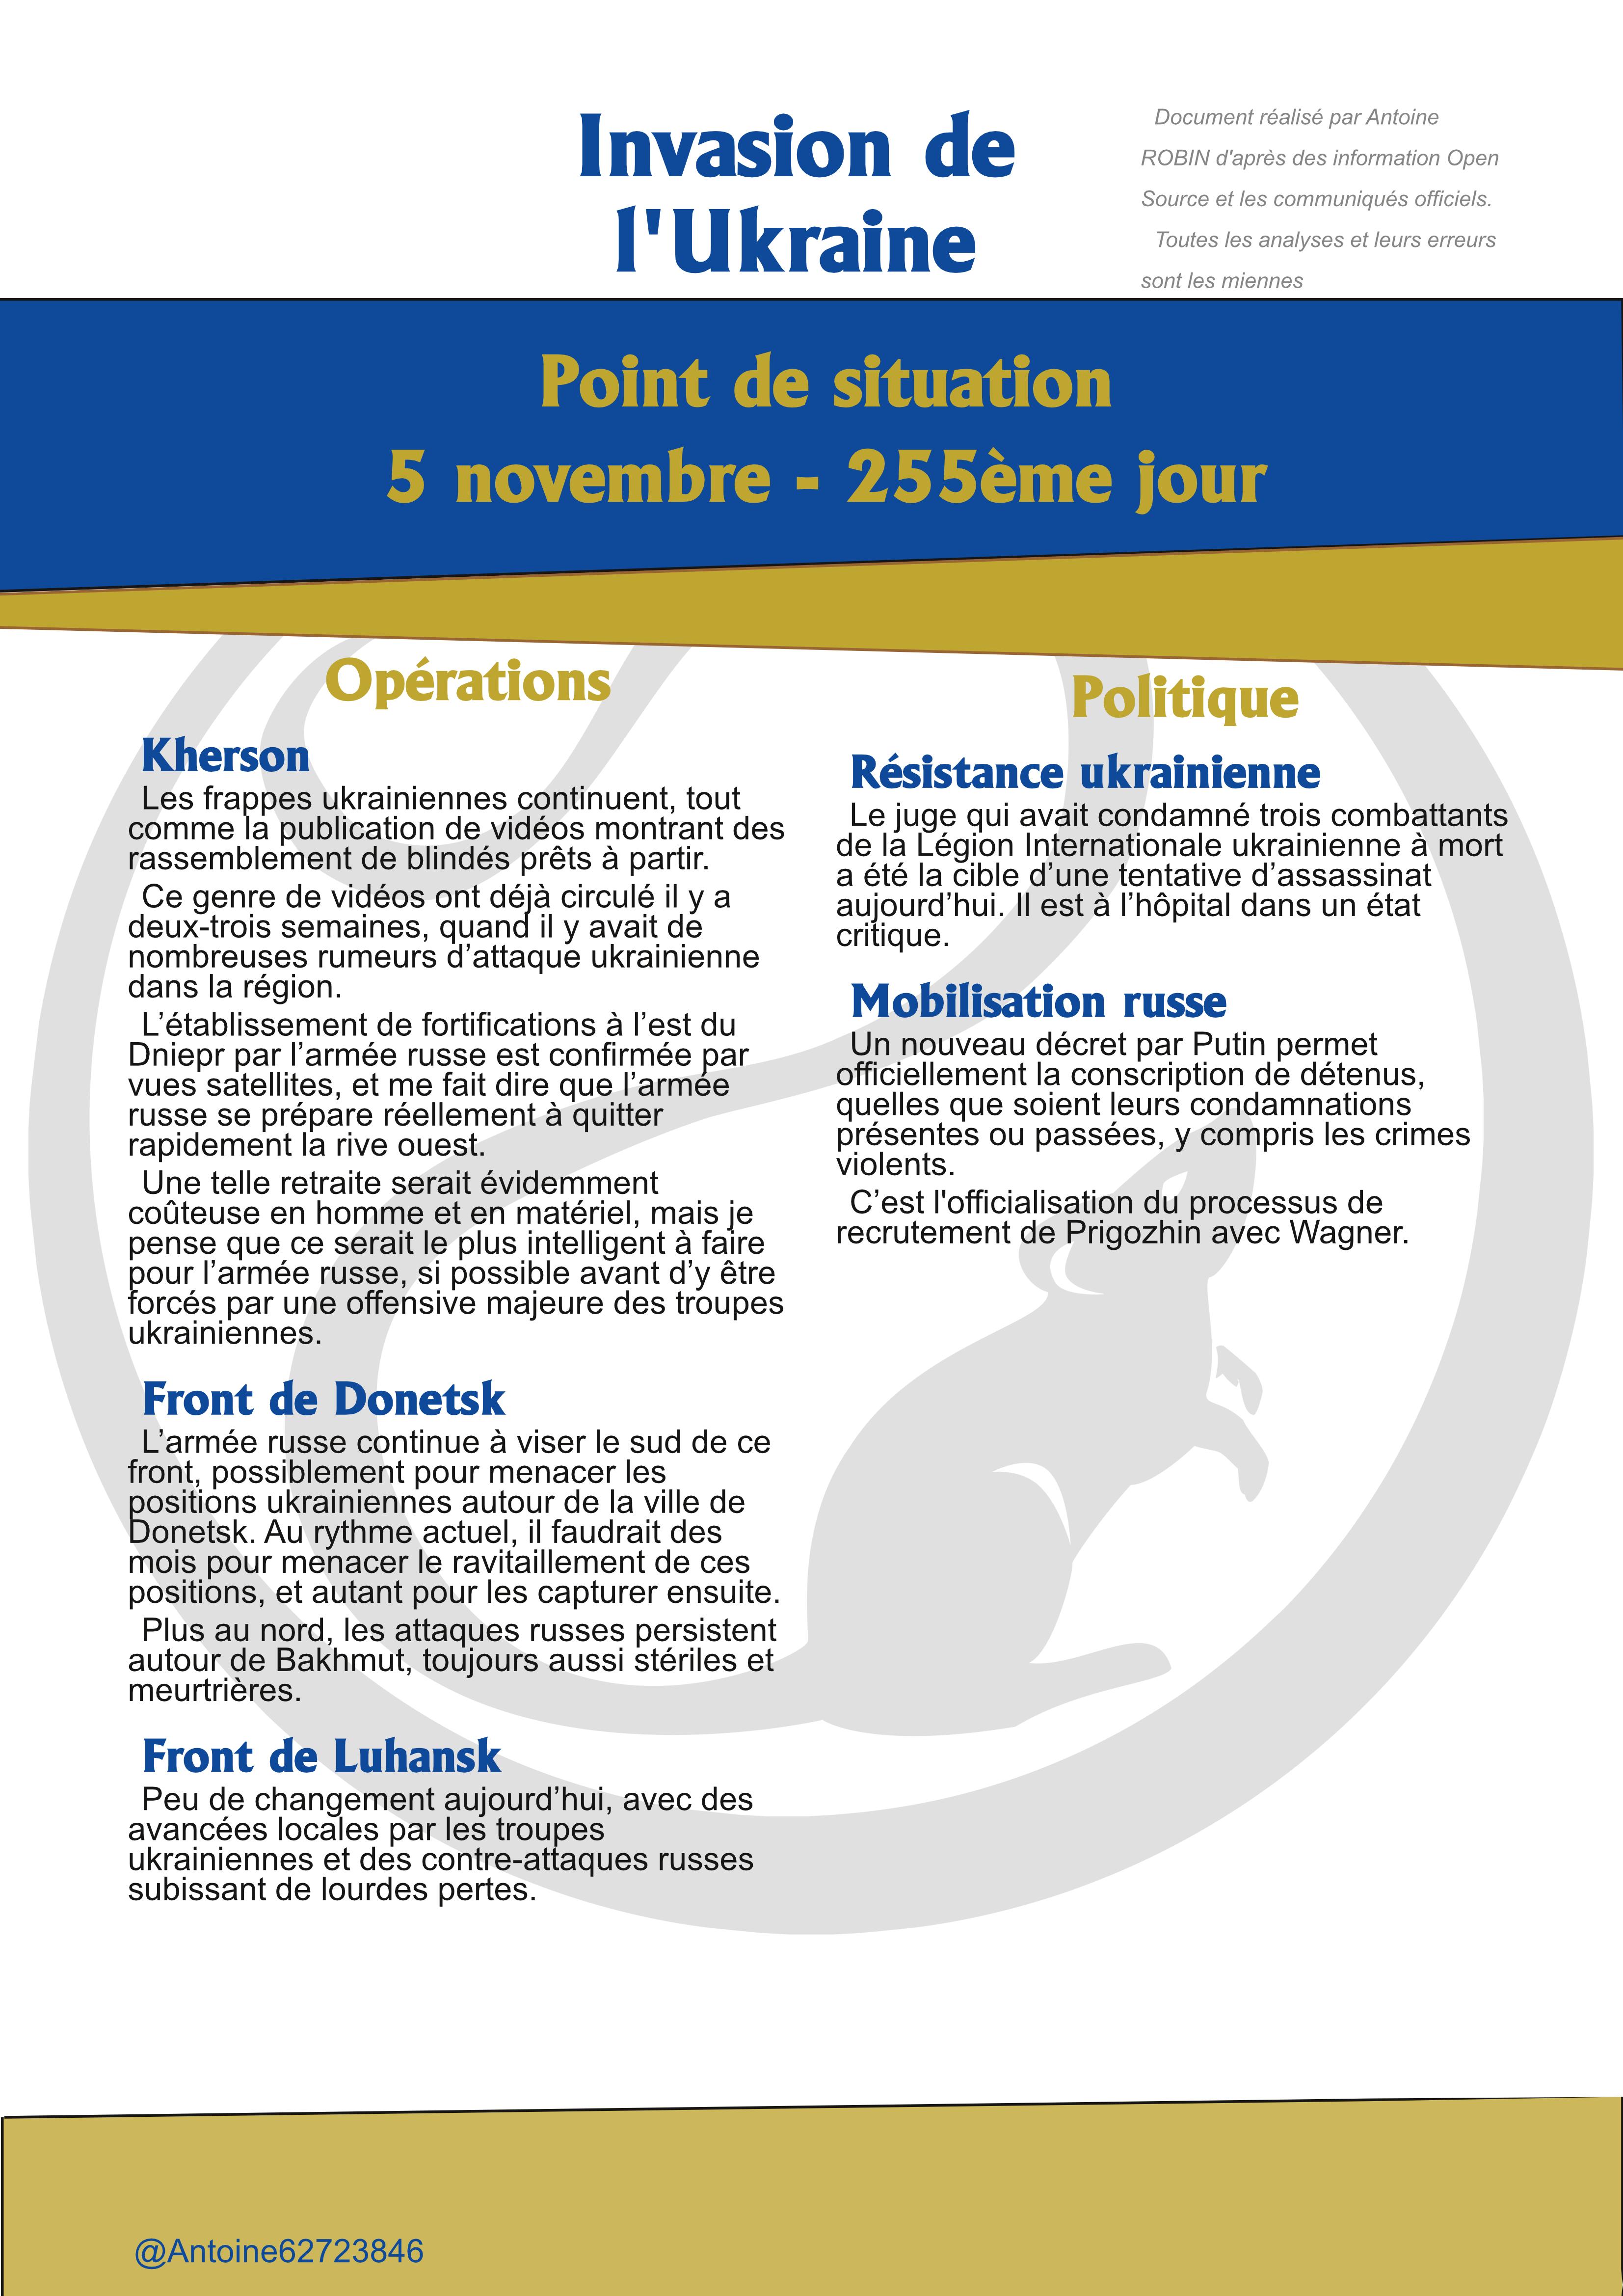 Invasion de
l'Ukraine
Document réalisé par Antoine
ROBIN d'après des information Open
Source et les communiqués officiels.
Toutes les analyses et leurs erreurs
sont les miennes
Point de situation
5 novembre - 255ème jour
Opérations
Kherson
Les frappes ukrainiennes continuent, tout
comme la publication de vidéos montrant des
rassemblement de blindés prêts à partir.
Ce genre de vidéos ont déjà circulé il y a
deux-trois semaines, quand il y avait de
nombreuses rumeurs d’attaque ukrainienne
dans la région.
L’établissement de fortifications à l’est du
Dniepr par l’armée russe est confirmée par
vues satellites, et me fait dire que l’armée
russe se prépare réellement à quitter
rapidement la rive ouest.
Une telle retraite serait évidemment
coûteuse en homme et en matériel, mais je
pense que ce serait le plus intelligent à faire
pour l’armée russe, si possible avant d’y être
forcés par une offensive majeure des troupes
ukrainiennes.
Front de Donetsk
L’armée russe continue à viser le sud de ce
front, possiblement pour menacer les
positions ukrainiennes autour de la ville de
Donetsk. Au rythme actuel, il faudrait des
mois pour menacer le ravitaillement de ces
positions, et autant pour les capturer ensuite.
Plus au nord, les attaques russes persistent
autour de Bakhmut, toujours aussi stériles et
meurtrières.
Front de Luhansk
Peu de changement aujourd’hui, avec des
avancées locales par les troupes
ukrainiennes et des contre-attaques russes
subissant de lourdes pertes.
Politique
Résistance ukrainienne
Le juge qui avait condamné trois combattants
de la Légion Internationale ukrainienne à mort
a été la cible d’une tentative d’assassinat
aujourd’hui. Il est à l’hôpital dans un état
critique.
Mobilisation russe
Un nouveau décret par Putin permet
officiellement la conscription de détenus,
quelles que soient leurs condamnations
présentes ou passées, y compris les crimes
violents.
C’est l'officialisation du processus de
recrutement de Prigozhin avec Wagner.
@Antoine62723846